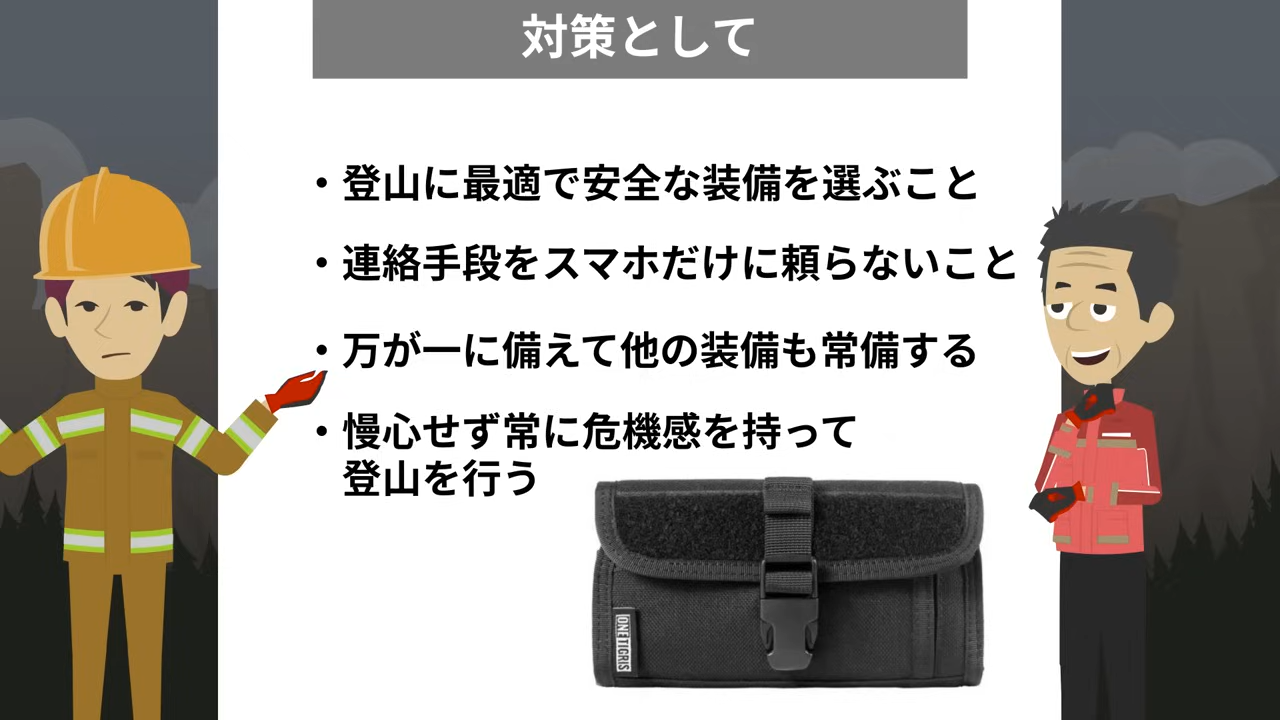 対策として
・登山に最適で安全な装備を選ぶこと
・連絡手段をスマホだけに頼らないこと
・万が一に備えて他の装備も常備する
・慢心せず常に危機感を持って
登山を行う
ONETIGRIS